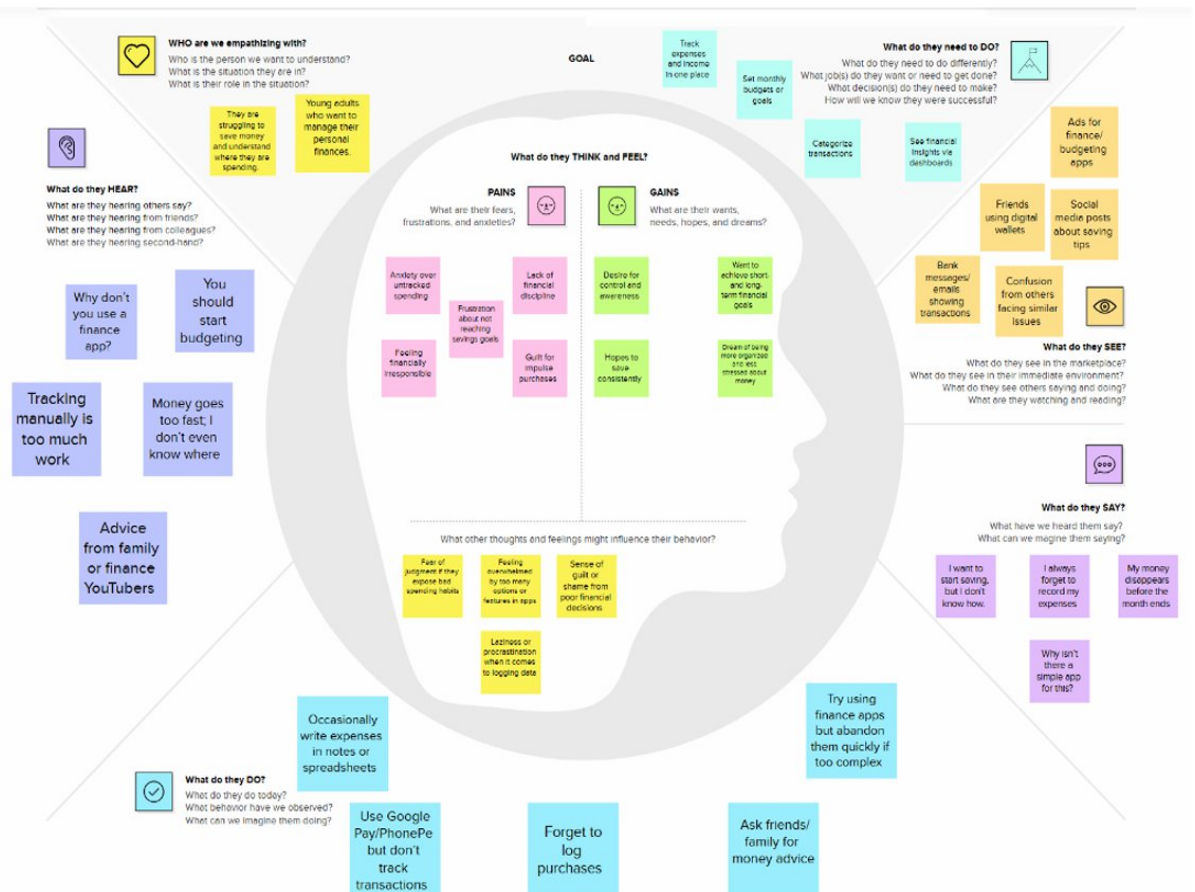 WHO are we empathizing with?
Who is the person we want to understand?
What is the situation they are in?
What is their role in the situation?
They are
struggling to
save money
and understand
where they are
spending.
Young adults
who want to
manage their
personal
finances.
GOAL
Track
expenses
and income
in one place
Set monthly
budgets or
goals
Categorize
transactions
See financial
insights via
dashboards
What do they need to DO?
What do they need to do differently?
What job(s) do they want or need to get done?
What decision(s) do they need to make?
How will we know they were successful?
What do they HEAR?
What are they hearing others say?
What are they hearing from friends?
What are they hearing from colleagues?
What are they hearing second-hand?
Why don't
you use a
finance
app?
You
should
start
budgeting
Tracking
manually is
too much
work
Money goes
too fast; I
don't even
know where
Advice
from family
or finance
YouTubers
What do they THINK and FEEL?
PAINS
What are their fears,
frustrations, and anxieties?
Anxiety over
untracked
spending
Lack of
financial
discipline
Frustration
about not
reaching
savings goals
Feeling
financially
irresponsible
Guilt for
impulse
purchases
GAINS
What are their wants,
needs, hopes, and dreams?
Desire for
control and
awareness
Want to
achieve short-
and long-
term financial
goals
Hopes to
save
consistently
Dream of being
more organized
and less
stressed about
money
What other thoughts and feelings might influence their behavior?
Fear of
judgment if they
expose bad
spending habits
Feeling
overwhelmed
by too many
options or
features in apps
Sense of
guilt or
shame from
poor financial
decisions
Laziness or
procrastination
when it comes
to logging data
Ads for
finance/
budgeting
apps
Friends
using digital
wallets
Social
media posts
about saving
tips
Bank
messages/
emails
showing
transactions
Confusion
from others
facing similar
issues
What do they SEE?
What do they see in the marketplace?
What do they see in their immediate environment?
What do they see others saying and doing?
What are they watching and reading?
What do they SAY?
What have we heard them say?
What can we imagine them saying?
I want to
start saving,
but I don't
know how.
I always
forget to
record my
expenses
My money
disappears
before the
month ends
Why isn't
there a
simple app
for this?
What do they DO?
What do they do today?
What behavior have we observed?
What can we imagine them doing?
Occasionally
write expenses
in notes or
spreadsheets
Use Google
Pay/PhonePe
but don't
track
transactions
Forget to
log
purchases
Ask friends/
family for
money advice
Try using
finance apps
but abandon
them quickly if
too complex